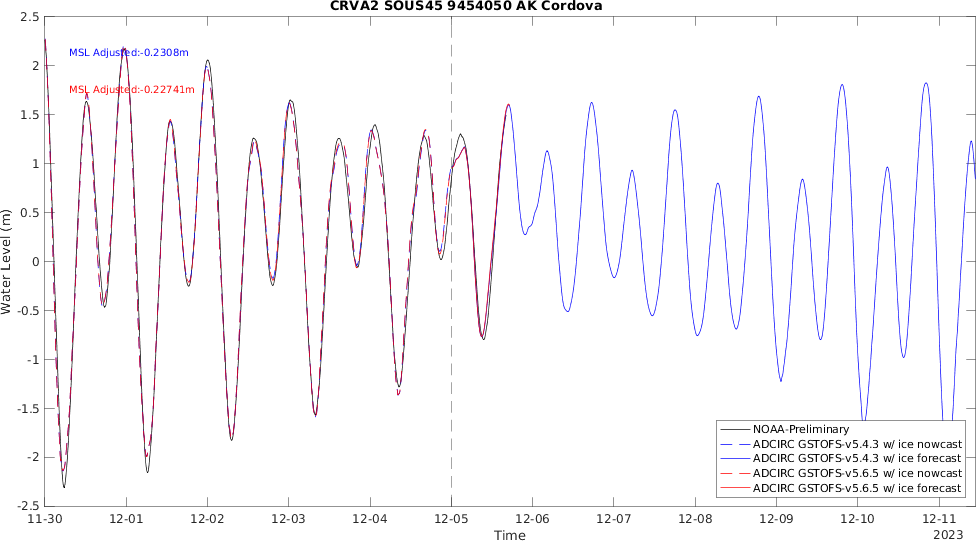 CRVA2 SOUS45 9454050 AK Cordova
MSL Adjusted:-0.2308m
MSL Adjusted:-0.22741m
Water Level (m)
2.5
2
1.5
1
0.5
0
-0.5
-1
-1.5
-2
-2.5
NOAA-Preliminary
ADCIRC GSTOFS-v5.4.3 w/ ice nowcast
ADCIRC GSTOFS-v5.4.3 w/ ice forecast
ADCIRC GSTOFS-v5.6.5 w/ ice nowcast
ADCIRC GSTOFS-v5.6.5 w/ ice forecast
11-30 12-01 12-02 12-03 12-04 12-05 12-06 12-07 12-08 12-09 12-10 12-11
Time
2023